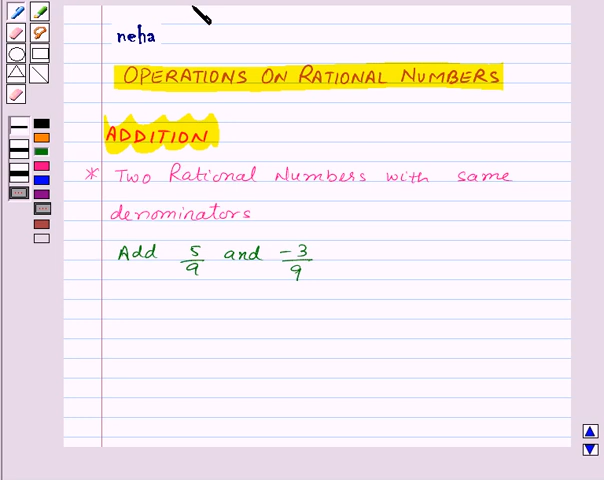 neha
OPERATIONS ON RATIONAL NUMBERS
ADDITION
* Two Rational Numbers with same
denominators
Add 5/9 and -3/9